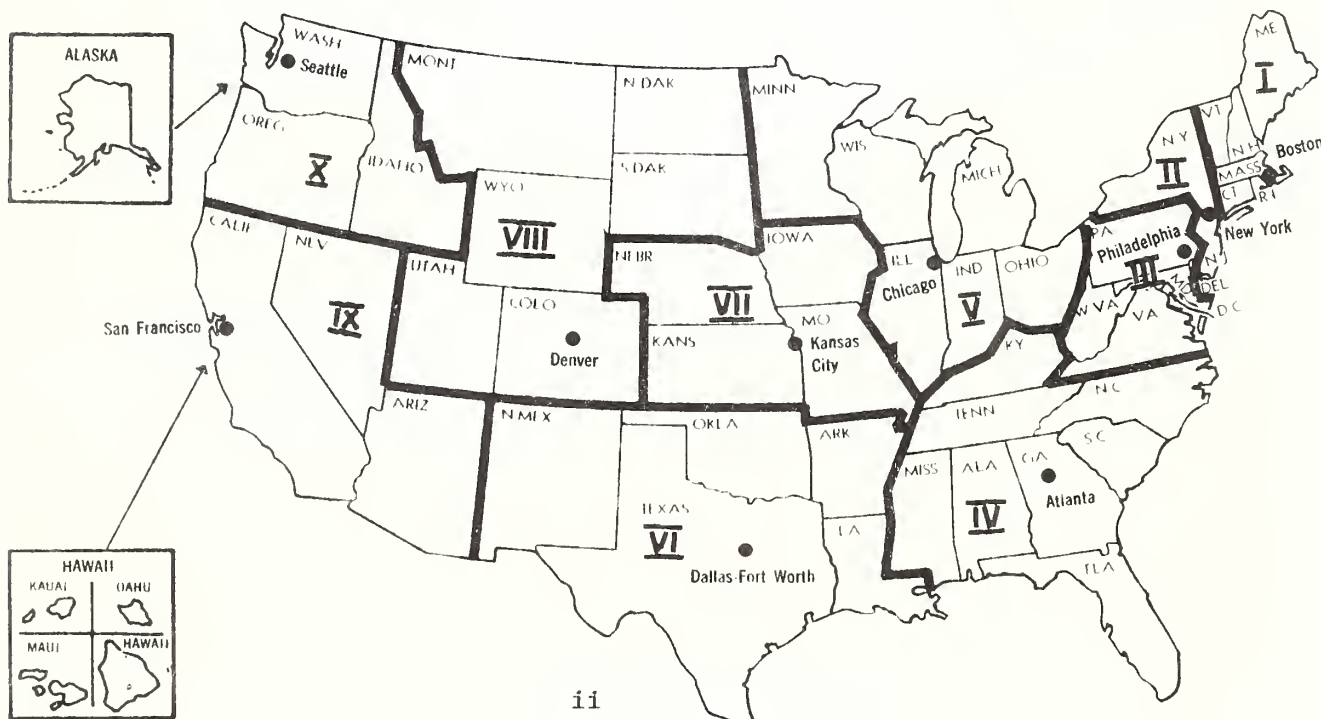 ALASKA
WASH
Seattle
MONT
N DAK
MINN
ME
I
VT
N Y
N H
Boston
OREG
X
IDAHO
WYO
S DAK
WIS
MICH
II
MASS
CT
R I
CALIF
NEV
VIII
UTAH
NEBR
IOWA
ILL
Chicago
IND
OHIO
PA
Philadelphia
New York
N J
III
DEL
D C
San Francisco
IX
COLO
Denver
VII
KANS
MO
Kansas
City
V
W VA
VA
KY
N C
ARIZ
N MEX
OKLA
ARK
TENN
S C
MISS
ALA
GA
Atlanta
TEXAS
VI
LA
IV
Dallas-Fort Worth
FLA
HAWAII
KAUAI
OAHU
MAUI
HAWAII
ii